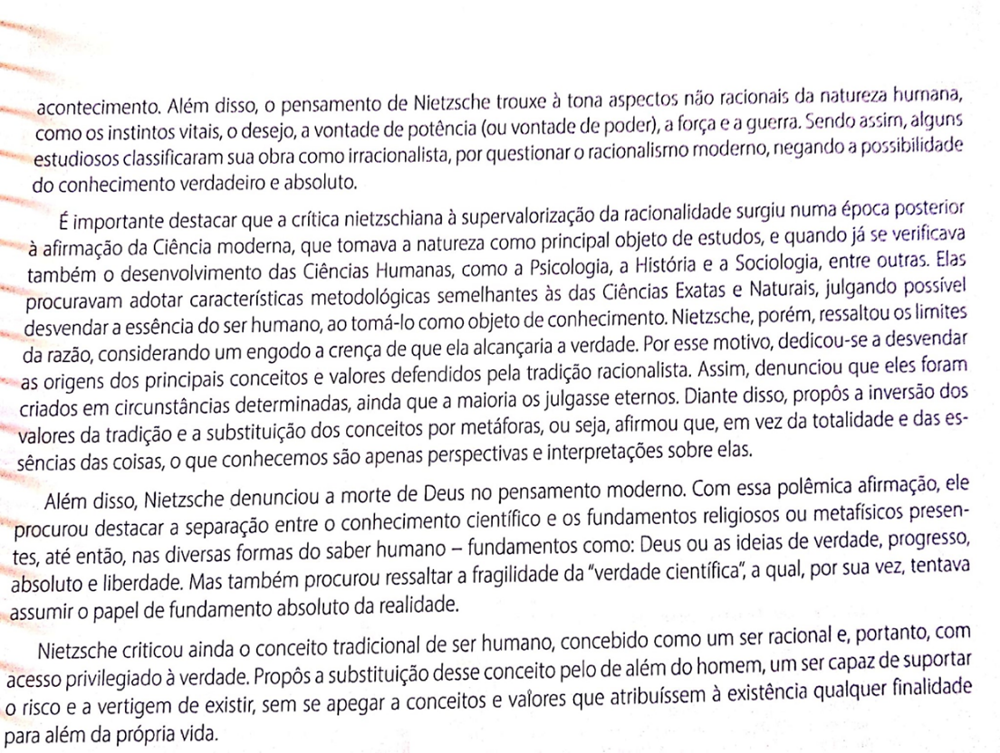 acontecimento. Além disso, o pensamento de Nietzsche trouxe à tona aspectos não racionais da natureza humana,
como os instintos vitais, o desejo, a vontade de potência (ou vontade de poder), a força e a guerra. Sendo assim, alguns
estudiosos classificaram sua obra como irracionalista, por questionar o racionalismo moderno, negando a possibilidade
do conhecimento verdadeiro e absoluto.
É importante destacar que a crítica nietzschiana à supervalorização da racionalidade surgiu numa época posterior
à afirmação da Ciência moderna, que tomava a natureza como principal objeto de estudos, e quando já se verificava
também o desenvolvimento das Ciências Humanas, como a Psicologia, a História e a Sociologia, entre outras. Elas
procuravam adotar características metodológicas semelhantes às das Ciências Exatas e Naturais, julgando possível
desvendar a essência do ser humano, ao tomá-lo como objeto de conhecimento. Nietzsche, porém, ressaltou os limites
da razão, considerando um engodo a crença de que ela alcançaria a verdade. Por esse motivo, dedicou-se a desvendar
as origens dos principais conceitos e valores defendidos pela tradição racionalista. Assim, denunciou que eles foram
criados em circunstâncias determinadas, ainda que a maioria os julgasse eternos. Diante disso, propôs a inversão dos
valores da tradição e a substituição dos conceitos por metáforas, ou seja, afirmou que, em vez da totalidade e das es-
sências das coisas, o que conhecemos são apenas perspectivas e interpretações sobre elas.
Além disso, Nietzsche denunciou a morte de Deus no pensamento moderno. Com essa polêmica afirmação, ele
procurou destacar a separação entre o conhecimento científico e os fundamentos religiosos ou metafísicos presen-
tes, até então, nas diversas formas do saber humano – fundamentos como: Deus ou as ideias de verdade, progresso,
absoluto e liberdade. Mas também procurou ressaltar a fragilidade da "verdade científica", a qual, por sua vez, tentava
assumir o papel de fundamento absoluto da realidade.
Nietzsche criticou ainda o conceito tradicional de ser humano, concebido como um ser racional e, portanto, com
acesso privilegiado à verdade. Propôs a substituição desse conceito pelo de além do homem, um ser capaz de suportar
o risco e a vertigem de existir, sem se apegar a conceitos e valores que atribuíssem à existência qualquer finalidade
para além da própria vida.